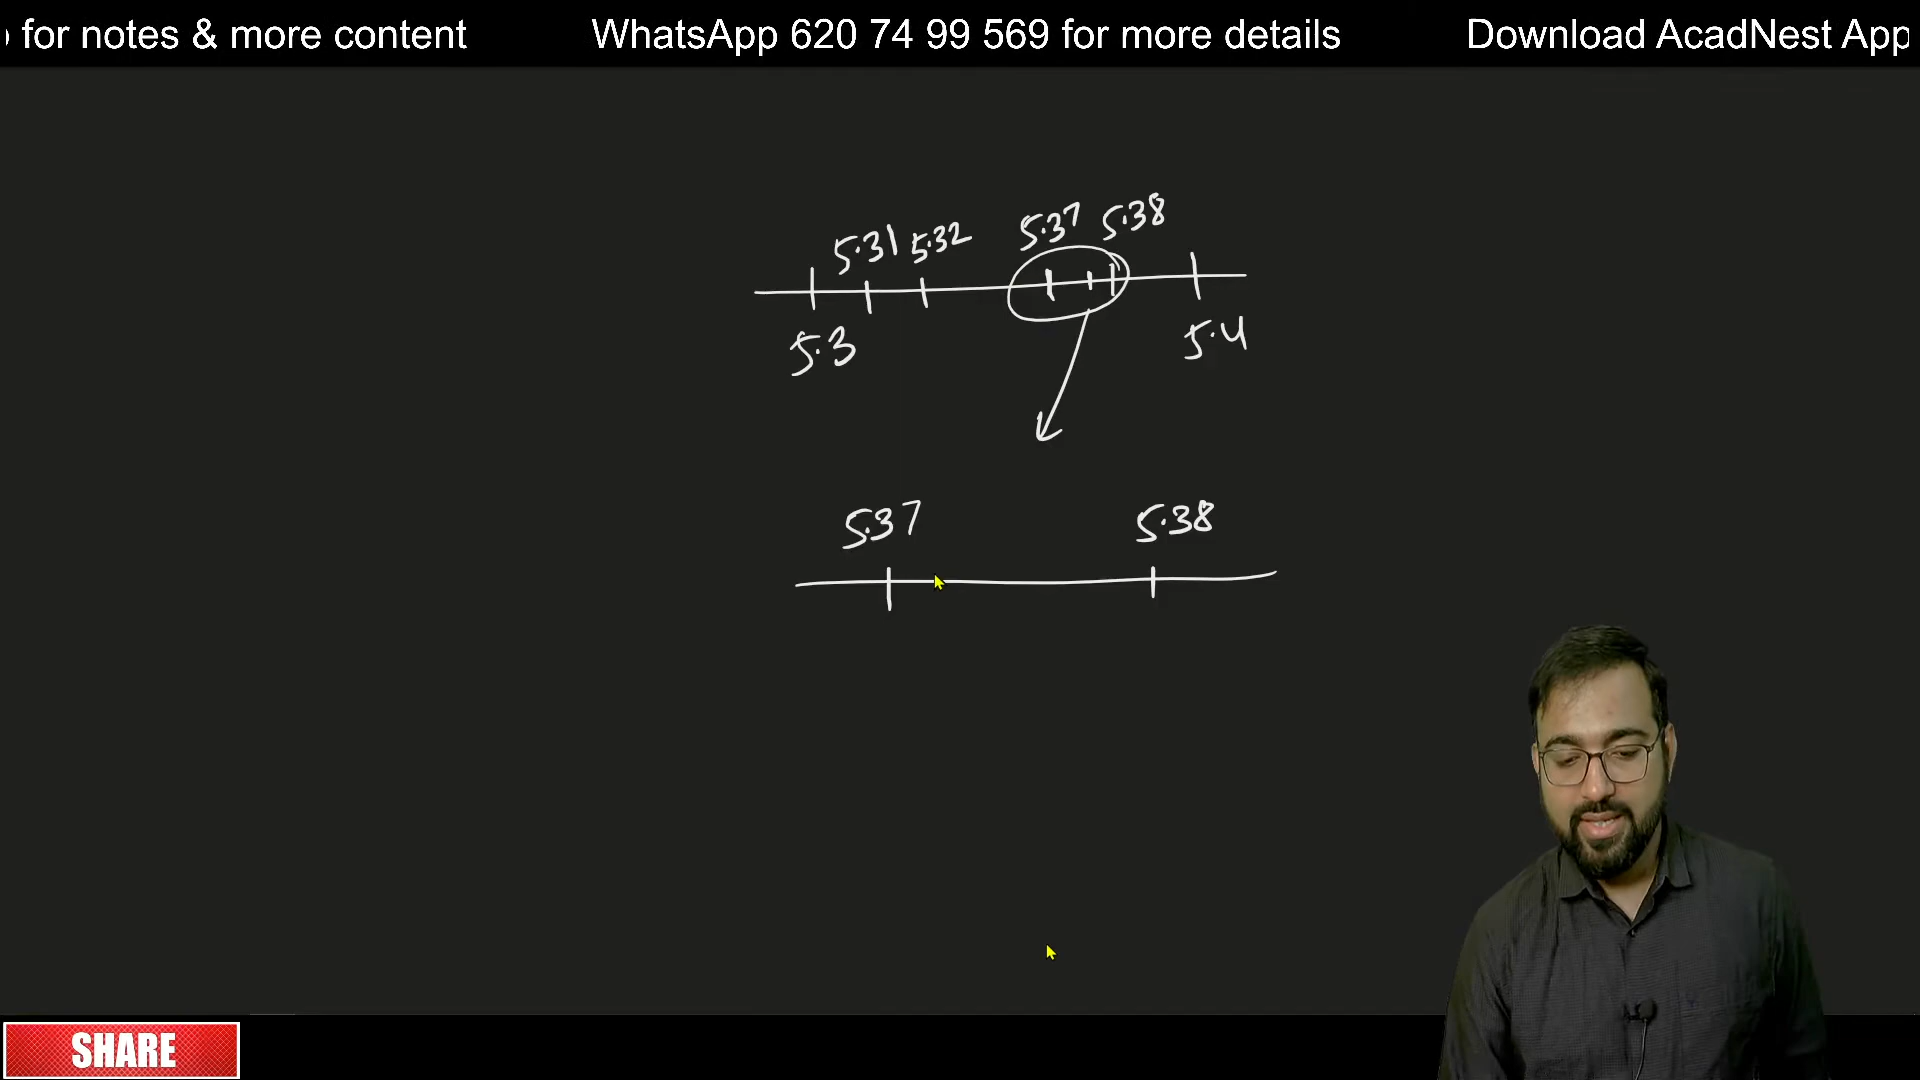 ) for notes & more content WhatsApp 620 74 99 569 for more details Download AcadNest App
5.31 5.32 5.37 5.38
5.3 5.4
5.37 5.38
SHARE